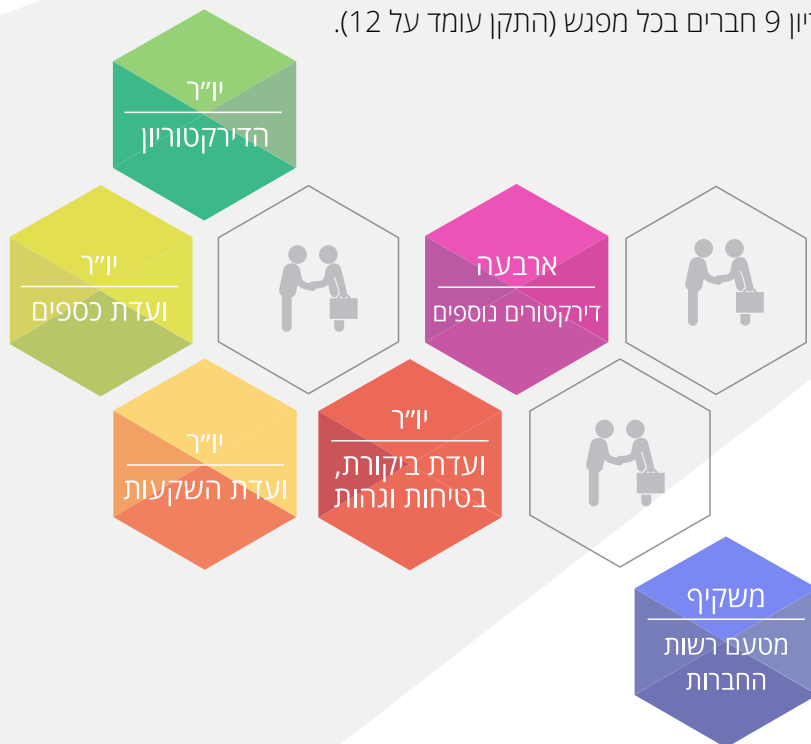 9 חברים בכל מפגש (התקן עומד על 12).
יו״ר
הדירקטוריון
יו״ר
ועדת כספים
ארבעה
דירקטורים נוספים
יו״ר
ועדת השקעות
יו״ר
ועדת ביקורת,
בטיחות וגהות
משקיף
מטעם רשות
החברות